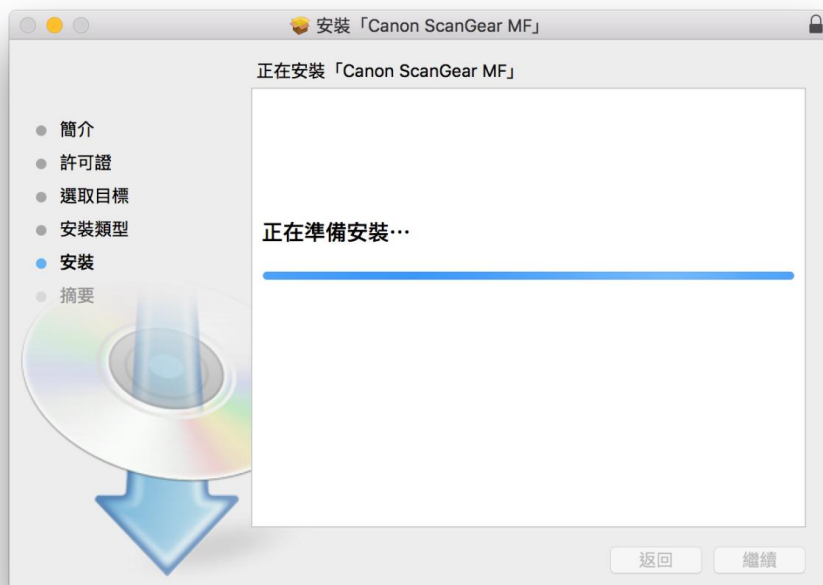 安裝「Canon ScanGear MF」
正在安裝「Canon ScanGear MF」
簡介
許可證
選取目標
安裝類型
安裝
摘要
正在準備安裝⋯
返回
繼續